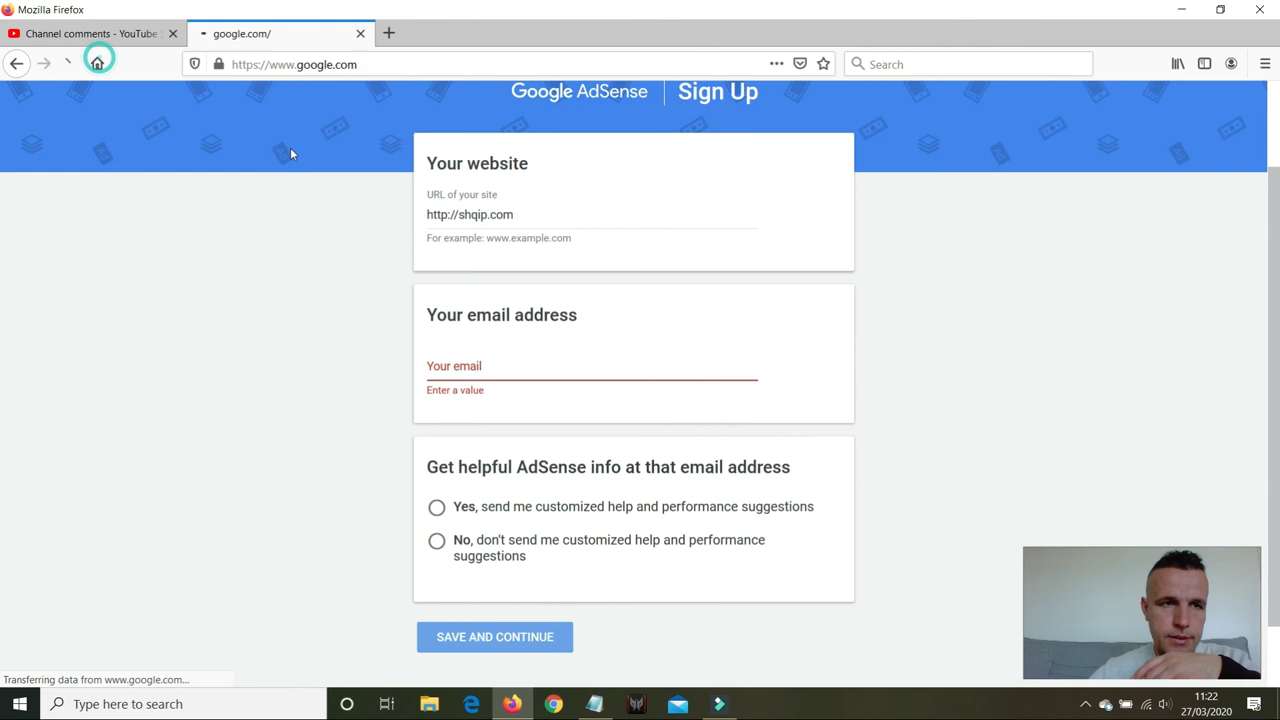 Mozilla Firefox
Channel comments - YouTube
google.com/
https://www.google.com
Search
Google AdSense
Sign Up
Your website
URL of your site
http://shqip.com
For example: www.example.com
Your email address
Your email
Enter a value
Get helpful AdSense info at that email address
Yes, send me customized help and performance suggestions
No, don't send me customized help and performance
suggestions
SAVE AND CONTINUE
Transferring data from www.google.com...
Type here to search
11:22
27/03/2020